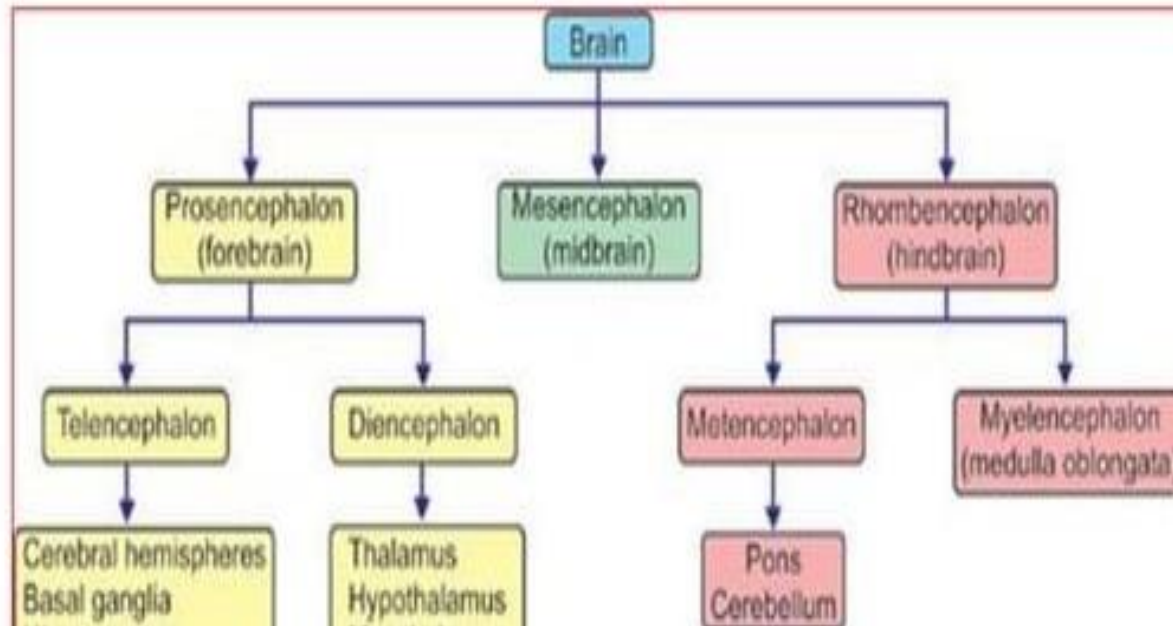 Brain
Prosencephalon
(forebrain)
Mesencephalon
(midbrain)
Rhombencephalon
(hindbrain)
Telencephalon
Diencephalon
Metencephalon
Myelencephalon
(medulla oblongata)
Cerebral hemispheres
Basal ganglia
Thalamus
Hypothalamus
Pons
Cerebellum